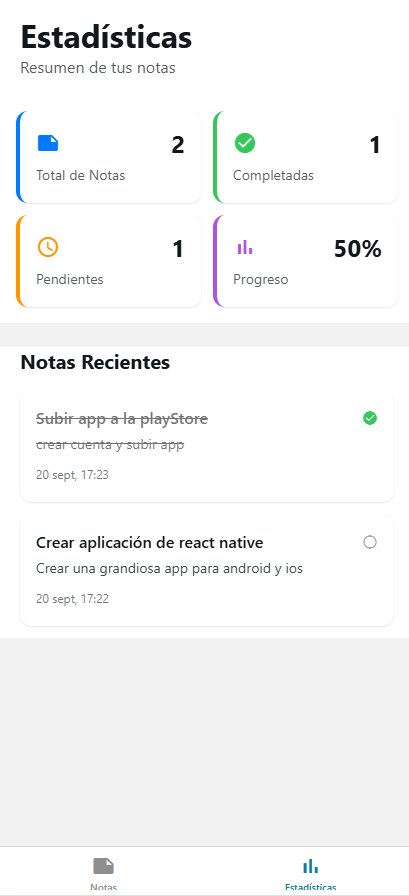 Estadísticas
Resumen de tus notas
2
Total de Notas
1
Completadas
1
Pendientes
50%
Progreso
Notas Recientes
Subir app a la playStore
crear cuenta y subir app
20 sept, 17:23
Crear aplicación de react native
Crear una grandiosa app para android y ios
20 sept, 17:22
Notas
Estadísticas